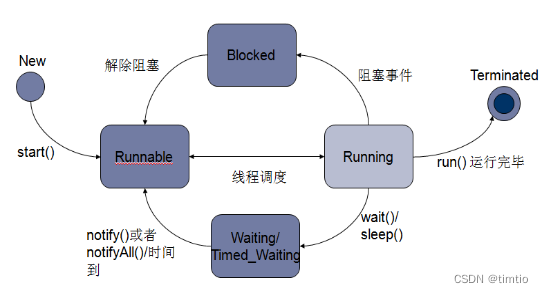 New
Blocked
解除阻塞
阻塞事件
Terminated
start()
Runnable
Running
线程调度
run() 运行完毕
notify()或者
notifyAll()/时间
到
Waiting/
Timed_Waiting
wait()/
sleep()
CSDN @timtio